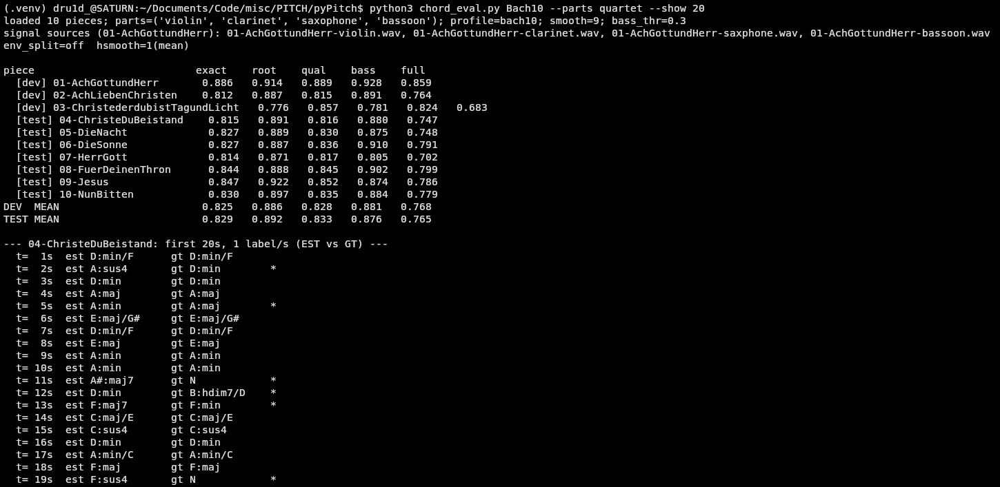 (.venv) dru1d_@SATURN:~/Documents/Code/misc/PITCH/pyPitch$ python3 chord_eval.py Bach10 --parts quartet --show 20
loaded 10 pieces; parts=('violin', 'clarinet', 'saxophone', 'bassoon'); profile=bach10; smooth=9; bass_thr=0.3
signal sources (01-AchGottundHerr): 01-AchGottundHerr-violin.wav, 01-AchGottundHerr-clarinet.wav, 01-AchGottundHerr-saxphone.wav, 01-AchGottundHerr-bassoon.wav
env_split=off  hsmooth=1(mean)

piece                          exact    root    qual    bass    full
  [dev] 01-AchGottundHerr       0.886   0.914   0.889   0.928   0.859
  [dev] 02-AchLiebenChristen    0.812   0.887   0.815   0.891   0.764
  [dev] 03-ChristederdubistTagundLicht   0.776   0.857   0.781   0.824   0.683
  [test] 04-ChristeDuBeistand    0.815   0.891   0.816   0.880   0.747
  [test] 05-DieNacht             0.827   0.889   0.830   0.875   0.748
  [test] 06-DieSonne             0.827   0.887   0.836   0.910   0.791
  [test] 07-HerrGott             0.814   0.871   0.817   0.805   0.702
  [test] 08-FuerDeinenThron      0.844   0.888   0.845   0.902   0.799
  [test] 09-Jesus                0.847   0.922   0.852   0.874   0.786
  [test] 10-NunBitten            0.830   0.897   0.835   0.884   0.779
DEV  MEAN                       0.825   0.886   0.828   0.881   0.768
TEST MEAN                       0.829   0.892   0.833   0.876   0.765

--- 04-ChristeDuBeistand: first 20s, 1 label/s (EST vs GT) ---
  t=  1s  est D:min/F      gt D:min/F
  t=  2s  est A:sus4       gt D:min        *
  t=  3s  est D:min        gt D:min
  t=  4s  est A:maj        gt A:maj
  t=  5s  est A:min        gt A:maj        *
  t=  6s  est E:maj/G#     gt E:maj/G#
  t=  7s  est D:min/F      gt D:min/F
  t=  8s  est E:maj        gt E:maj
  t=  9s  est A:min        gt A:min
  t= 10s  est A:min        gt A:min
  t= 11s  est A#:maj7      gt N            *
  t= 12s  est D:min        gt B:hdim7/D    *
  t= 13s  est F:maj7       gt F:min        *
  t= 14s  est C:maj/E      gt C:maj/E
  t= 15s  est C:sus4       gt C:sus4
  t= 16s  est D:min        gt D:min
  t= 17s  est A:min/C      gt A:min/C
  t= 18s  est F:maj        gt F:maj
  t= 19s  est F:sus4       gt N            *